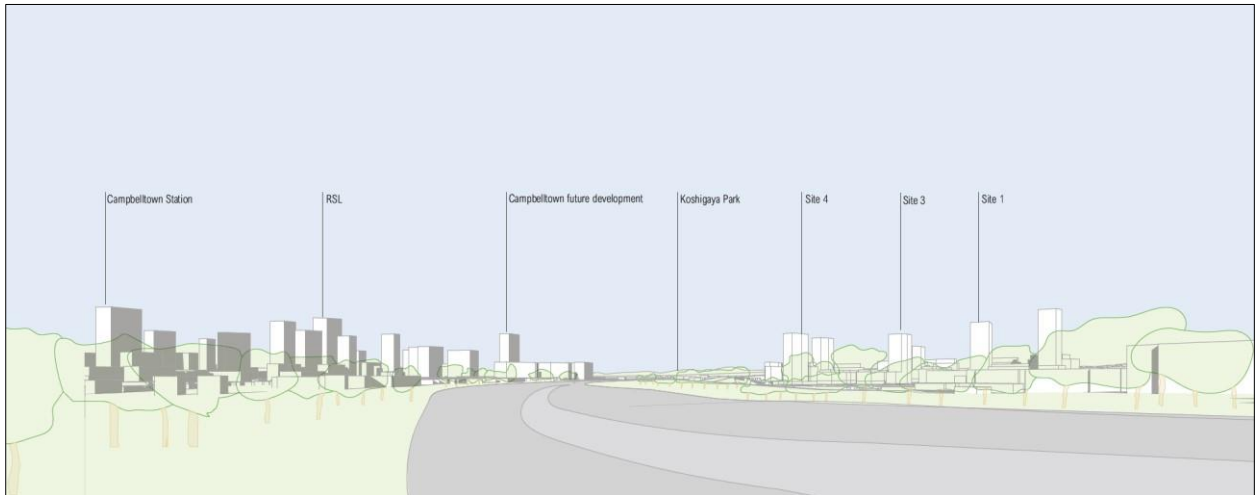 Campbelltown Station
RSL
Campbelltown future development
Koshigaya Park
Site 4
Site 3
Site 1